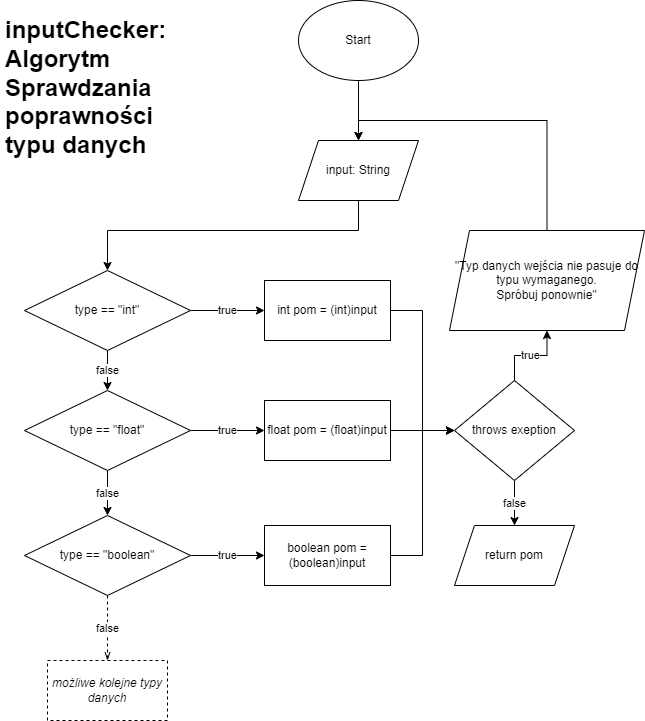 inputChecker:
Algorytm
Sprawdzania
poprawności
typu danych
Start
input: String
"Typ danych wejścia nie pasuje do
typu wymaganego.
Spróbuj ponownie"
type == "int"
true
int pom = (int)input
false
true
type == "float"
true
float pom = (float)input
throws exeption
false
false
type == "boolean"
true
boolean pom =
(boolean)input
return pom
false
możliwe kolejne typy
danych